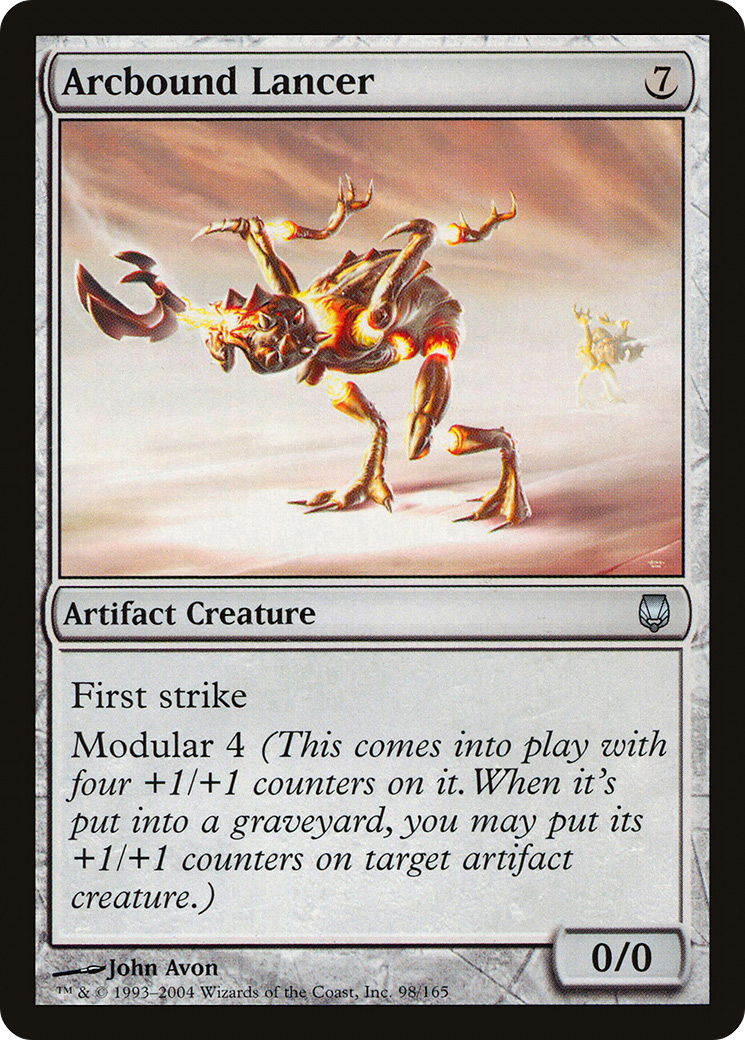 Arcbound Lancer 7
Artifact Creature
First strike
Modular 4 (This comes into play with
four +1/+1 counters on it. When it's
put into a graveyard, you may put its
+1/+1 counters on target artifact
creature.)
0/0
John Avon
™ & © 1993–2004 Wizards of the Coast, Inc. 98/165